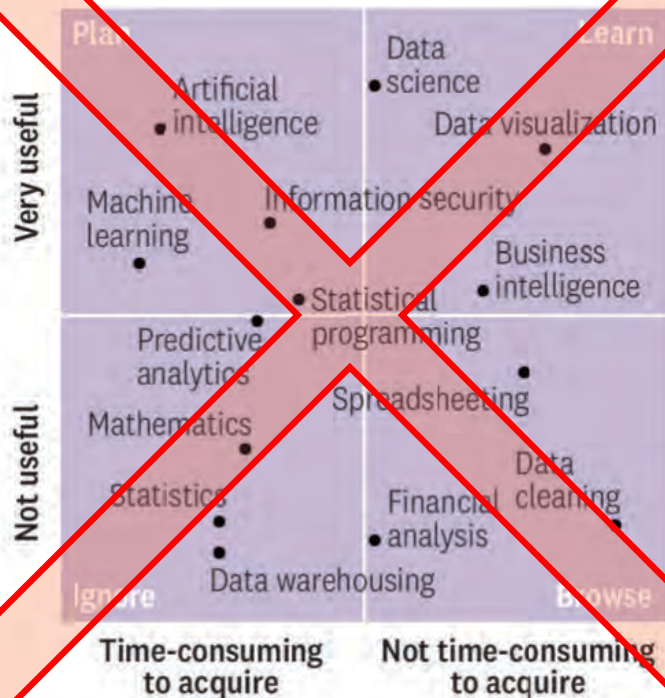 Plan
Learn
Data
science
Artificial
intelligence
Data visualization
Information security
Machine
learning
Business
intelligence
Statistical
programming
Predictive
analytics
Spreadsheeting
Mathematics
Data
cleaning
Statistics
Financial
analysis
Data warehousing
Ignore
Browse
Very useful
Not useful
Time-consuming
to acquire
Not time-consuming
to acquire